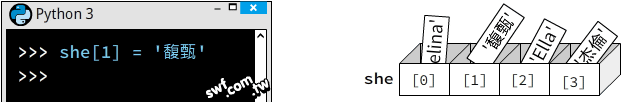 Python 3
>>> she[1] = '馥甄'
>>>
swf.com.tw
elina'
'馥甄'
'Ella'
'杰倫'
she
[0]
[1]
[2]
[3]